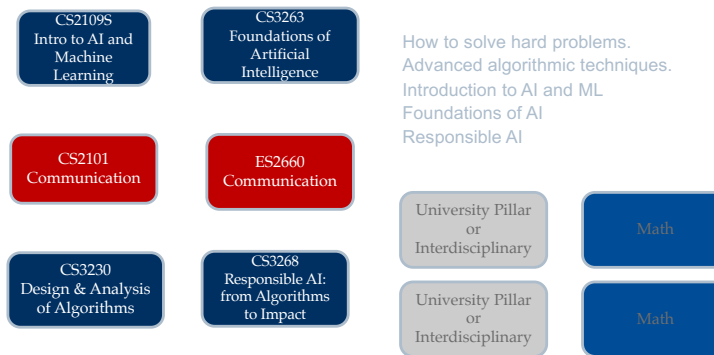 CS2109S
Intro to AI and
Machine
Learning
CS3263
Foundations of
Artificial
Intelligence
How to solve hard problems.
Advanced algorithmic techniques.
Introduction to AI and ML
Foundations of AI
Responsible AI
CS2101
Communication
ES2660
Communication
University Pillar
or
Interdisciplinary
Math
CS3230
Design & Analysis
of Algorithms
CS3268
Responsible AI:
from Algorithms
to Impact
University Pillar
or
Interdisciplinary
Math